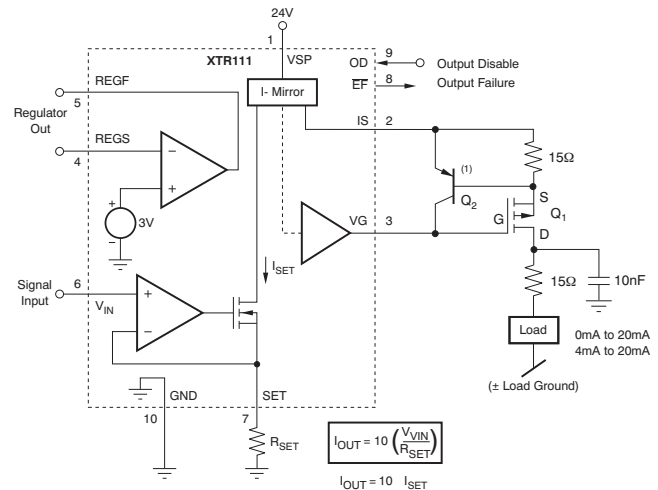 24V
1
VSP
XTR111
OD
9
Output Disable
EF
8
Output Failure
I- Mirror
REGF
5
Regulator
Out
REGS
4
IS
2
15Ω
(1)
Q2
S
G
Q1
D
3V
VG
3
ISET
15Ω
10nF
Signal
Input
6
VIN
Load
0mA to 20mA
4mA to 20mA
(± Load Ground)
GND
SET
10
7
RSET
IOUT = 10 (VVIN/RSET)
IOUT = 10 ISET